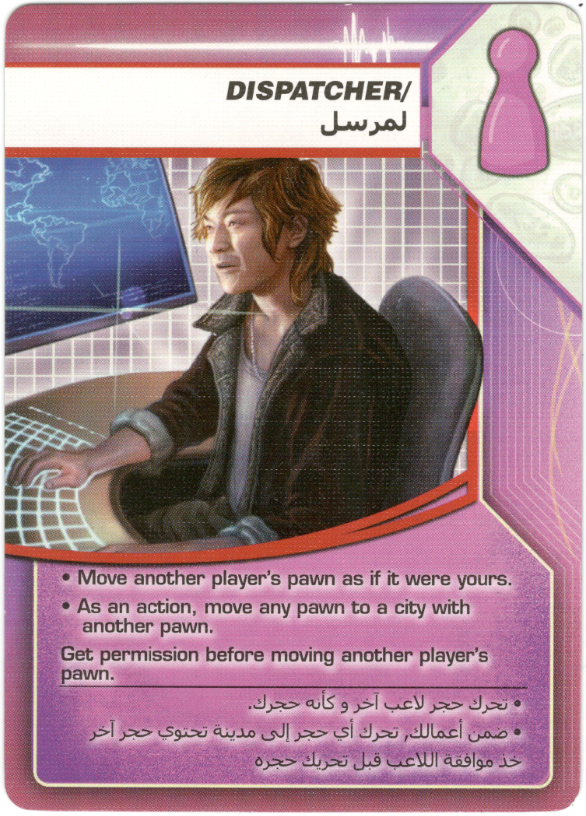 DISPATCHER/
لمرسل
• Move another player's pawn as if it were yours.
• As an action, move any pawn to a city with
another pawn.
Get permission before moving another player's
pawn.
• تحرك حجر لاعب آخر و كأنه حجرك.
• ضمن أعمالك, تحرك أي حجر إلى مدينة تحتوي حجر آخر
خذ موافقة اللاعب قبل تحريك حجره